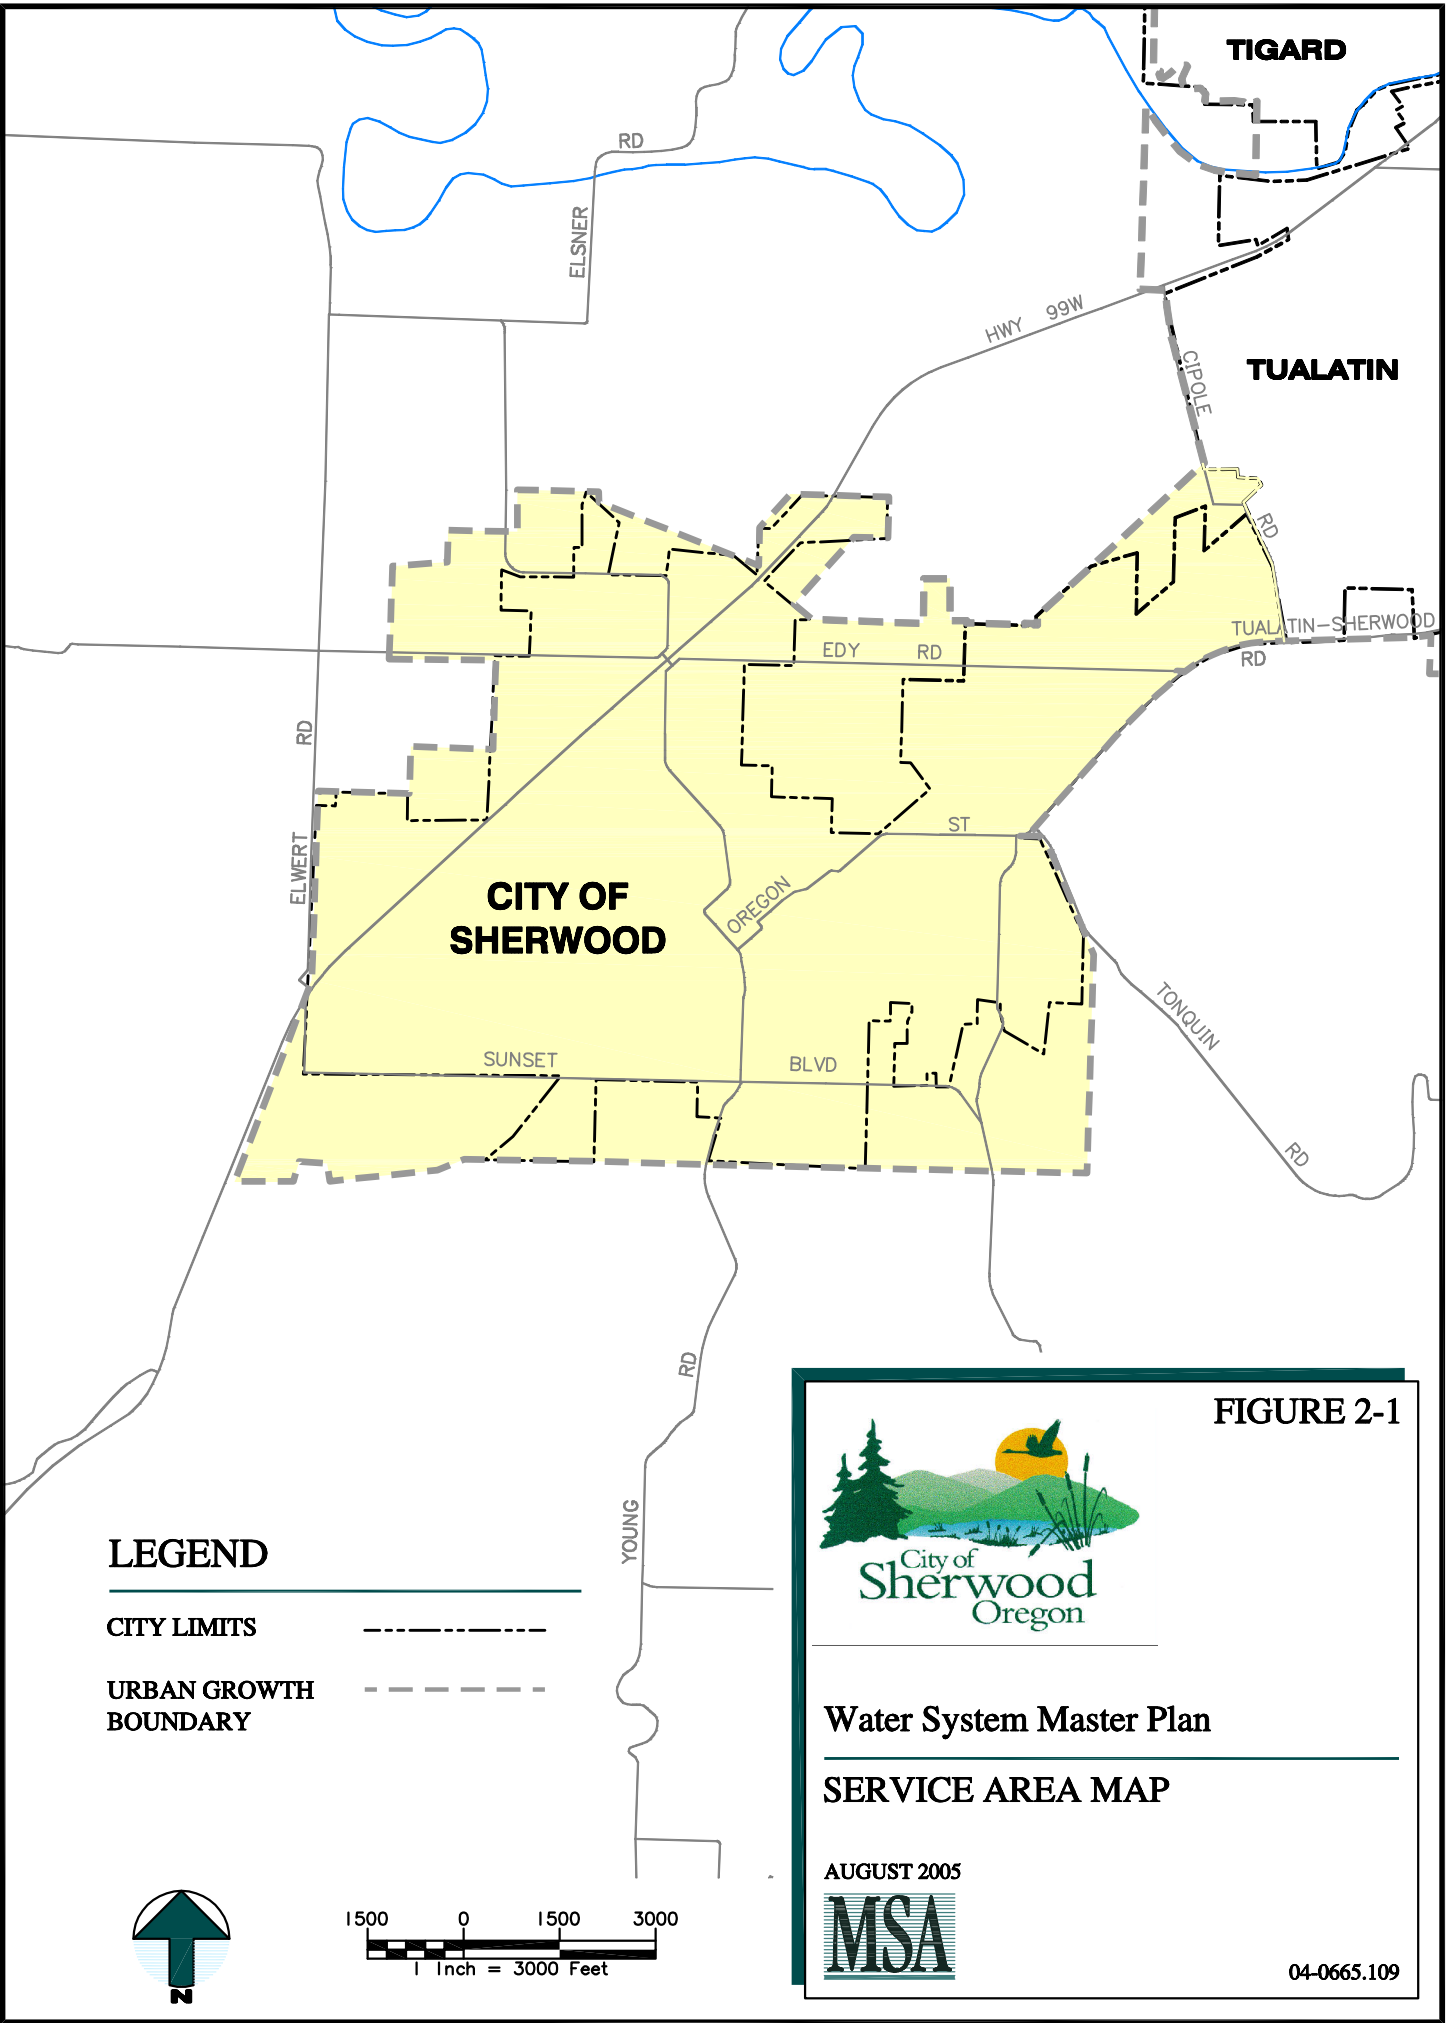 TIGARD
RD
ELSNER
HWY 99W
CIPOLE
TUALATIN
RD
TUALATIN-SHERWOOD
RD
EDY RD
RD
ELWERT
ST
OREGON
CITY OF
SHERWOOD
TONQUIN
RD
SUNSET BLVD
RD
YOUNG
LEGEND
CITY LIMITS
URBAN GROWTH
BOUNDARY
N
1500 0 1500 3000
1 Inch = 3000 Feet
FIGURE 2-1
City of
Sherwood
Oregon
Water System Master Plan
SERVICE AREA MAP
AUGUST 2005
MSA
04-0665.109